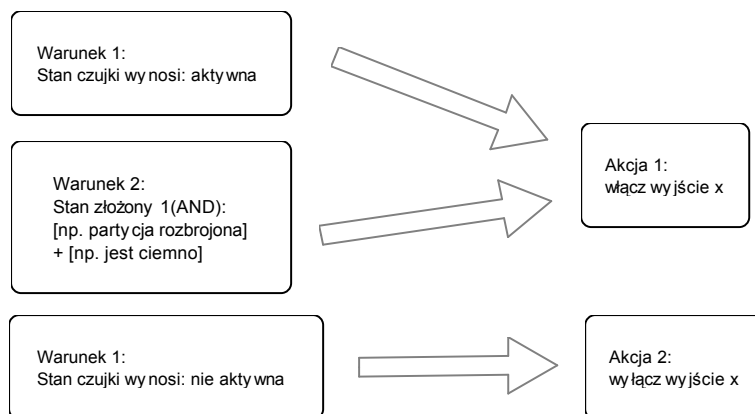 Warunek 1:
Stan czujki wynosi: aktywna
Warunek 2:
Stan złożony 1(AND):
[np. partycja rozbrojona]
+ [np. jest ciemno]
Akcja 1:
włącz wyjście x
Warunek 1:
Stan czujki wynosi: nie aktywna
Akcja 2:
wyłącz wyjście x